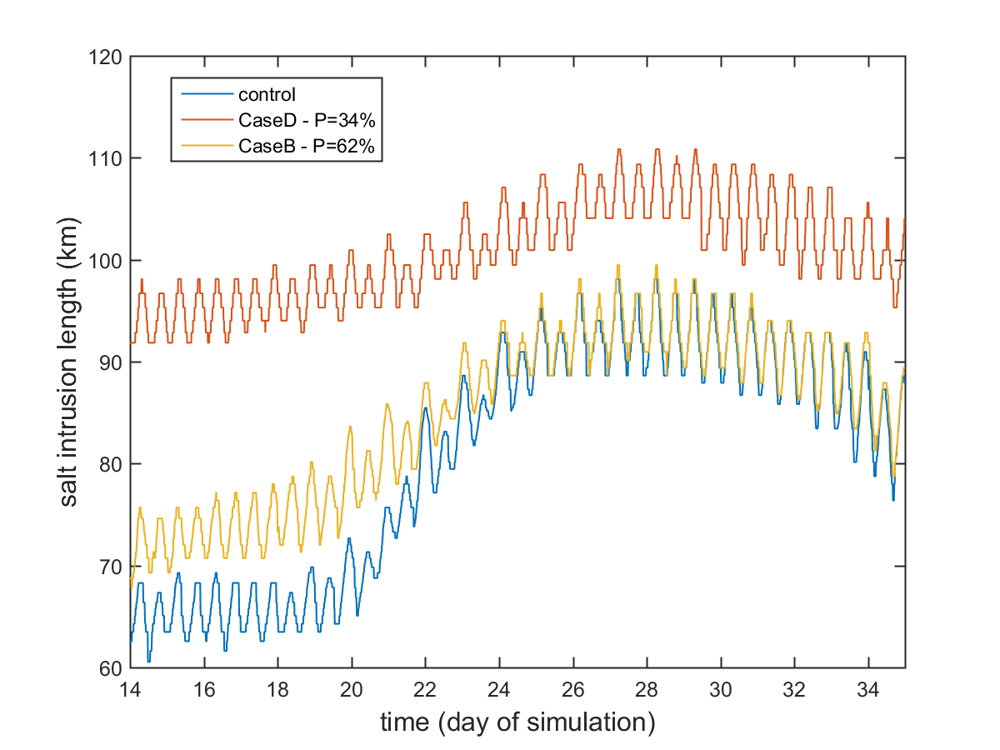 120
110
100
90
80
70
60
salt intrusion length (km)
control
CaseD - P=34%
CaseB - P=62%
14 16 18 20 22 24 26 28 30 32 34
time (day of simulation)